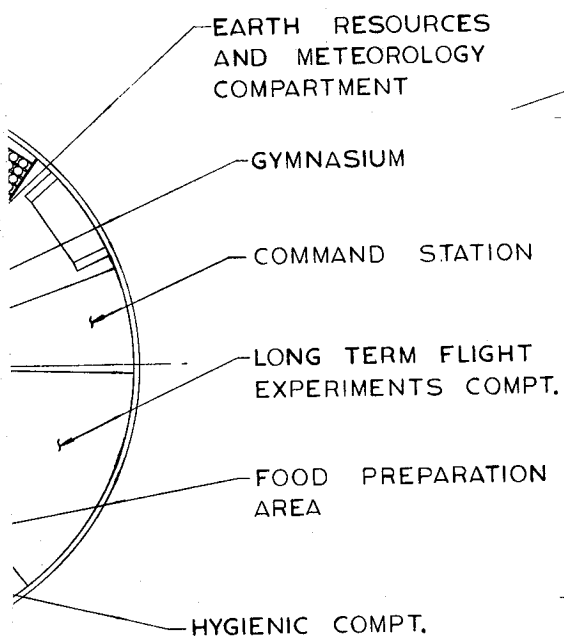 EARTH RESOURCES
AND METEOROLOGY
COMPARTMENT
GYMNASIUM
COMMAND STATION
LONG TERM FLIGHT
EXPERIMENTS COMPT.
FOOD PREPARATION
AREA
HYGIENIC COMPT.